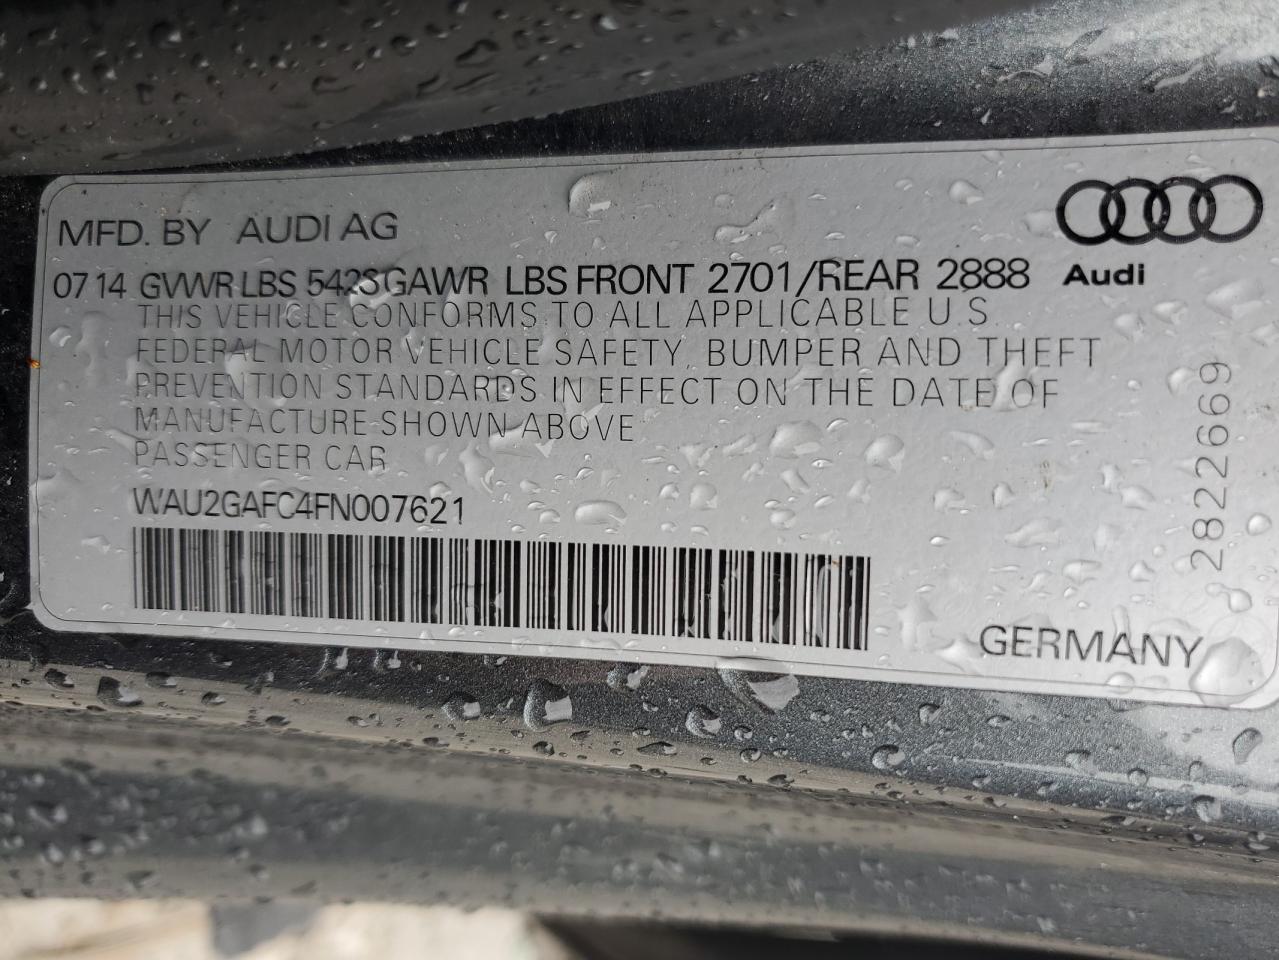 MFD. BY AUDI AG
07 14 GVWR LBS GAWR LBS FRONT 2701/REAR 2888
Audi
THIS VEHICLE CONFORMS TO ALL APPLICABLE U.S.
FEDERAL MOTOR VEHICLE SAFETY, BUMPER AND THEFT
PREVENTION STANDARDS IN EFFECT ON THE DATE OF
MANUFACTURE SHOWN ABOVE
PASSENGER CAR
WAU2GAFC4FN007621
GERMANY
2822669